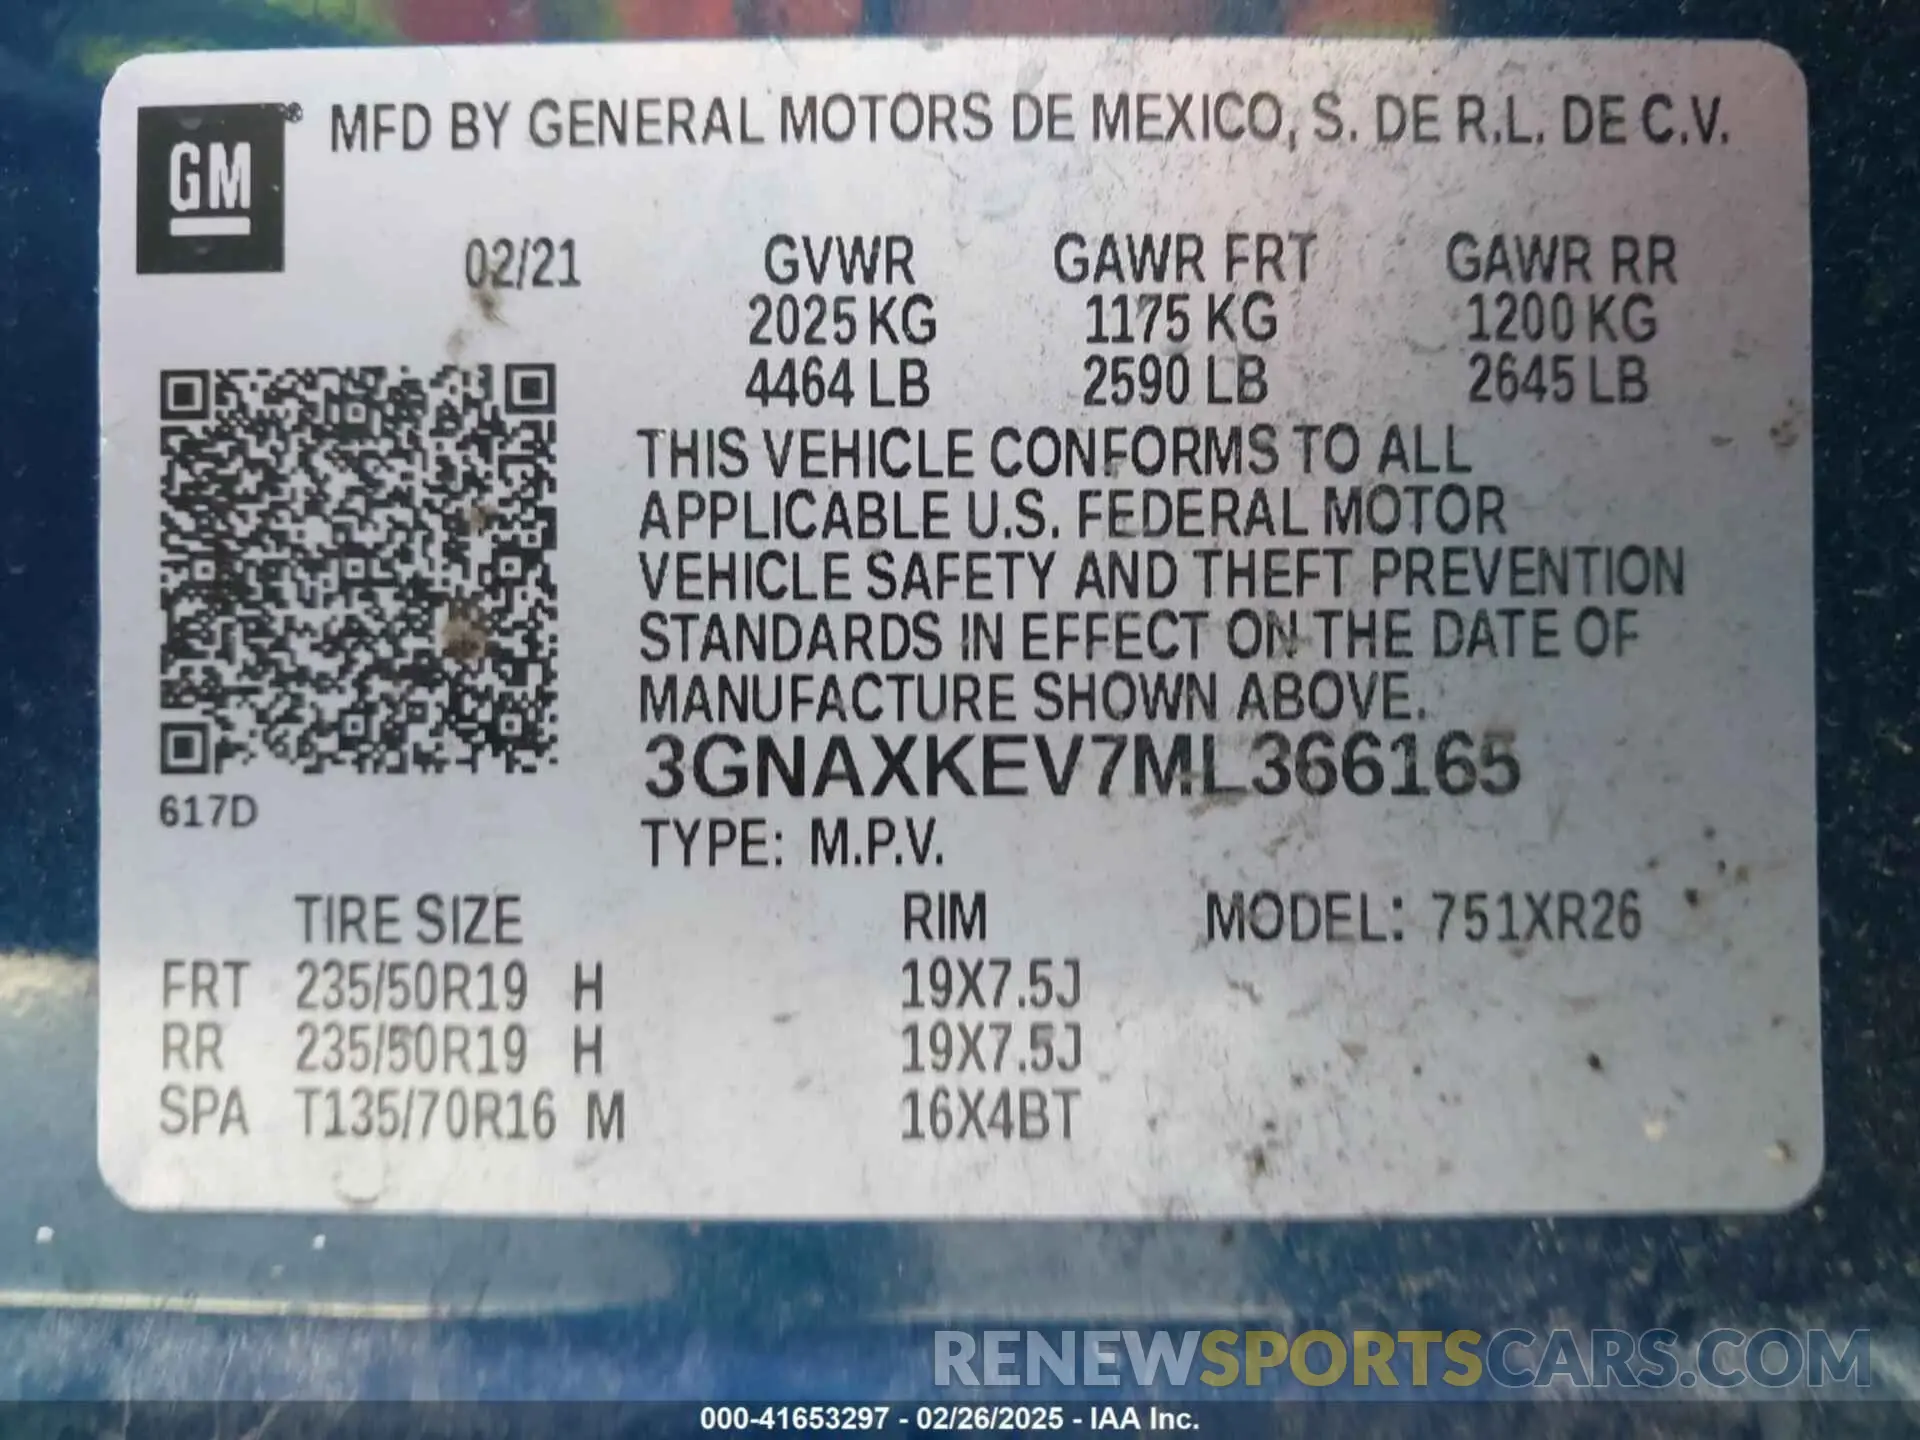 GM ® MFD BY GENERAL MOTORS DE MEXICO, S. DE R.L. DE C.V.
02/21 GVWR GAWR FRT GAWR RR
2025 KG 1175 KG 1200 KG
4464 LB 2590 LB 2645 LB
THIS VEHICLE CONFORMS TO ALL
APPLICABLE U.S. FEDERAL MOTOR
VEHICLE SAFETY AND THEFT PREVENTION
STANDARDS IN EFFECT ON THE DATE OF
MANUFACTURE SHOWN ABOVE.
3GNAXKEV7ML366165
617D
TYPE: M.P.V.
TIRE SIZE RIM MODEL: 751XR26
FRT 235/50R19 H 19X7.5J
RR 235/50R19 H 19X7.5J
SPA T135/70R16 M 16X4BT
RENEWSPORTSCARS.COM
000-41653297 - 02/26/2025 - IAA Inc.